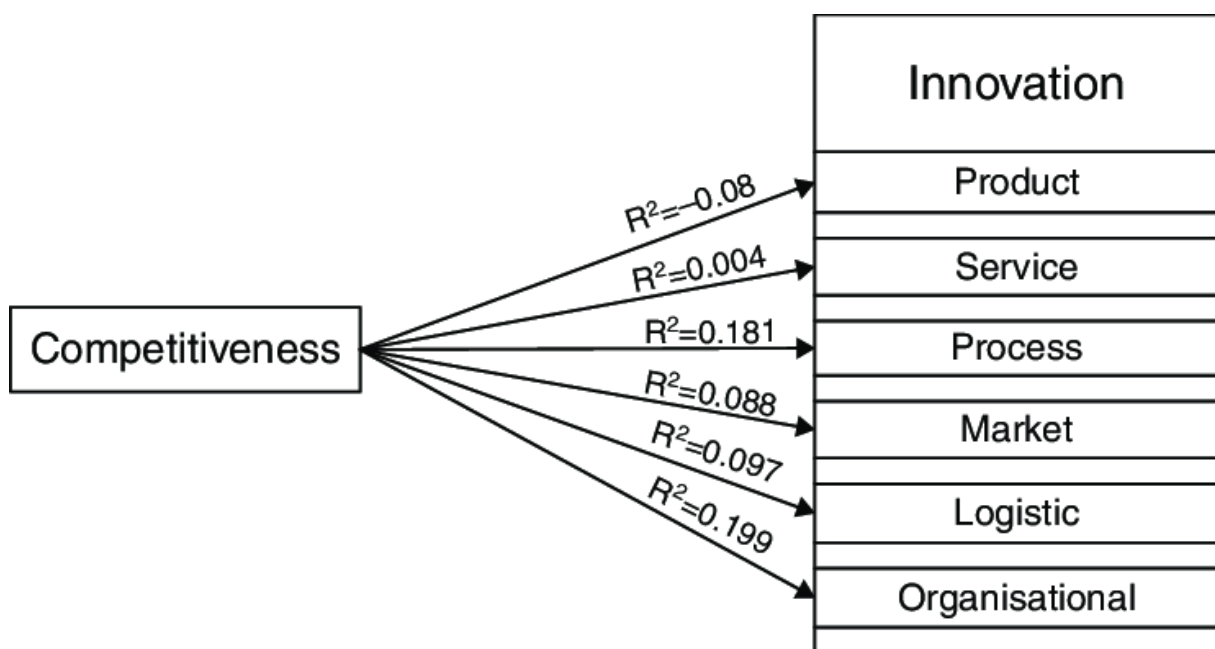 Innovation
Product
R²=–0.08
Service
R²=0.004
Competitiveness
Process
R²=0.181
Market
R²=0.088
Logistic
R²=0.097
Organisational
R²=0.199